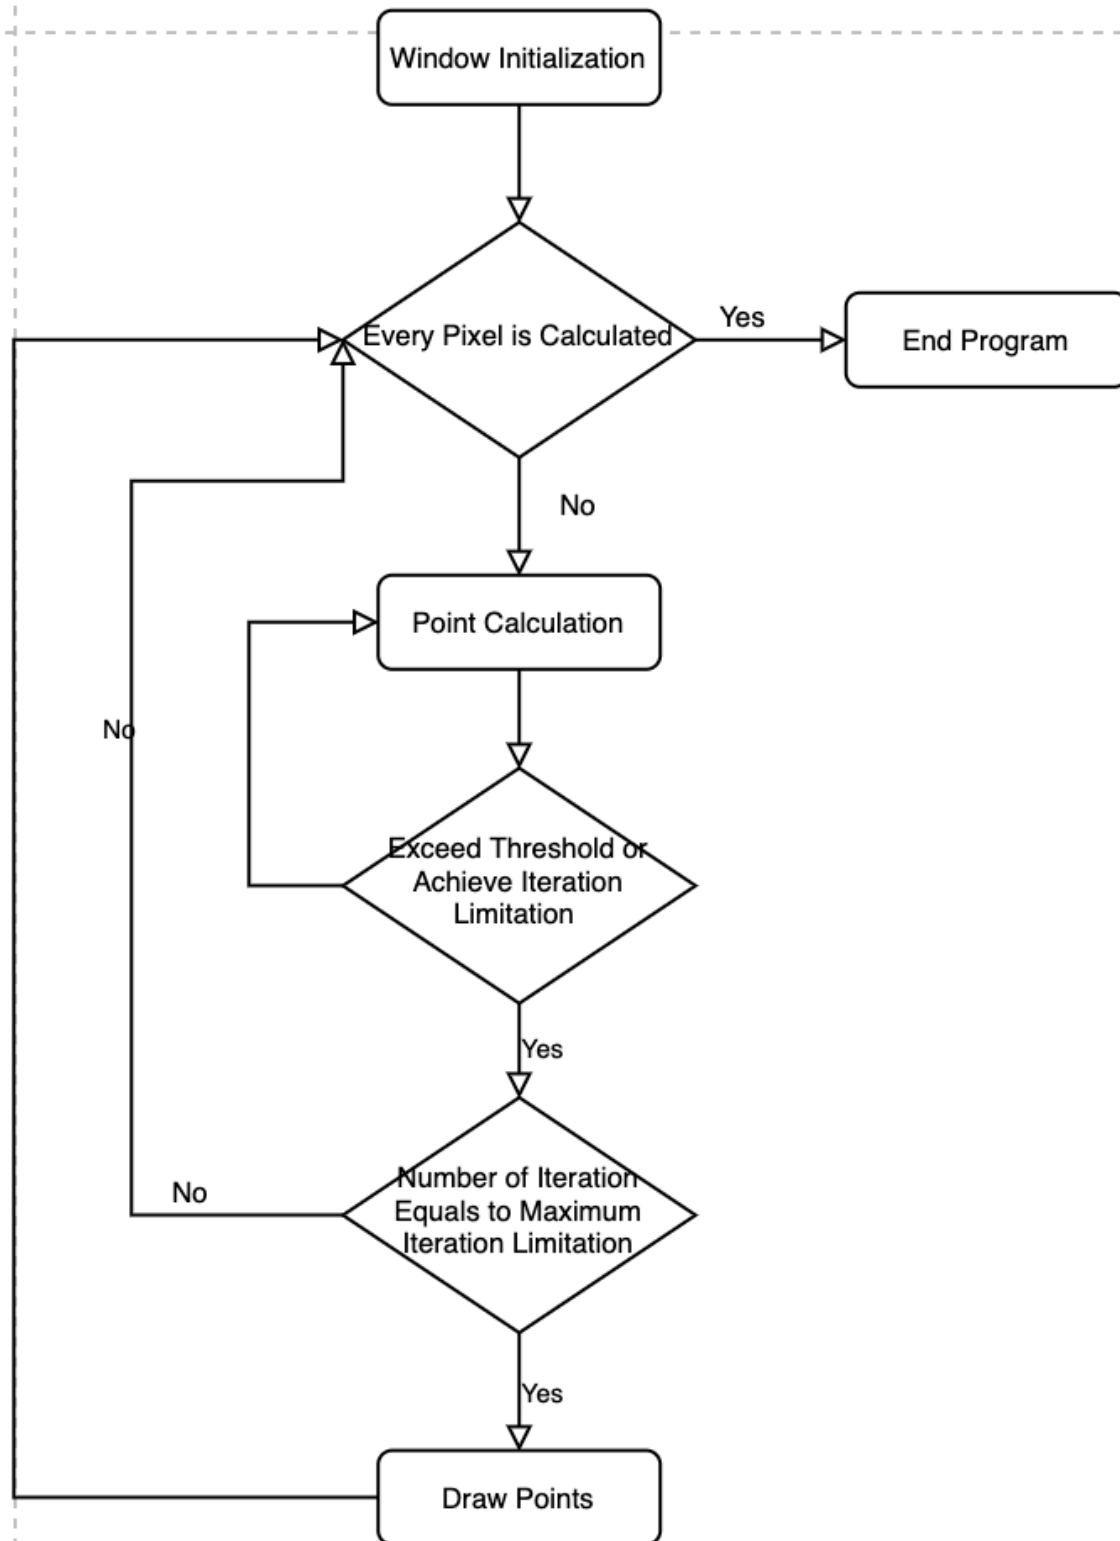 Window Initialization
Every Pixel is Calculated
Yes
End Program
No
Point Calculation
No
Exceed Threshold or
Achieve Iteration
Limitation
Yes
Number of Iteration
Equals to Maximum
Iteration Limitation
No
Yes
Draw Points